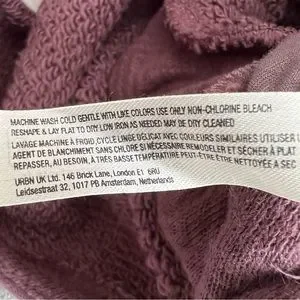 MACHINE WASH COLD GENTLE WITH LIKE COLORS USE ONLY NON-CHLORINE BLEACH
RESHAPE & LAY FLAT TO DRY LOW IRON AS NEEDED MAY BE DRY CLEANED
LAVAGE MACHINE À FROID, CYCLE LINGE DÉLICAT AVEC COULEURS SIMILAIRES UTILISER
AGENT DE BLANCHIMENT SANS CHLORE SI NÉCESSAIRE REMODELER ET SÉCHER À PLAT
REPASSER, AU BESOIN, À TRÈS BASSE TEMPÉRATURE PEUT-ÊTRE ÊTRE NETTOYÉE A SEC
URBN UK Ltd. 146 Brick Lane, London E1 6RU
Leidsestraat 32, 1017 PB Amsterdam, Netherlands